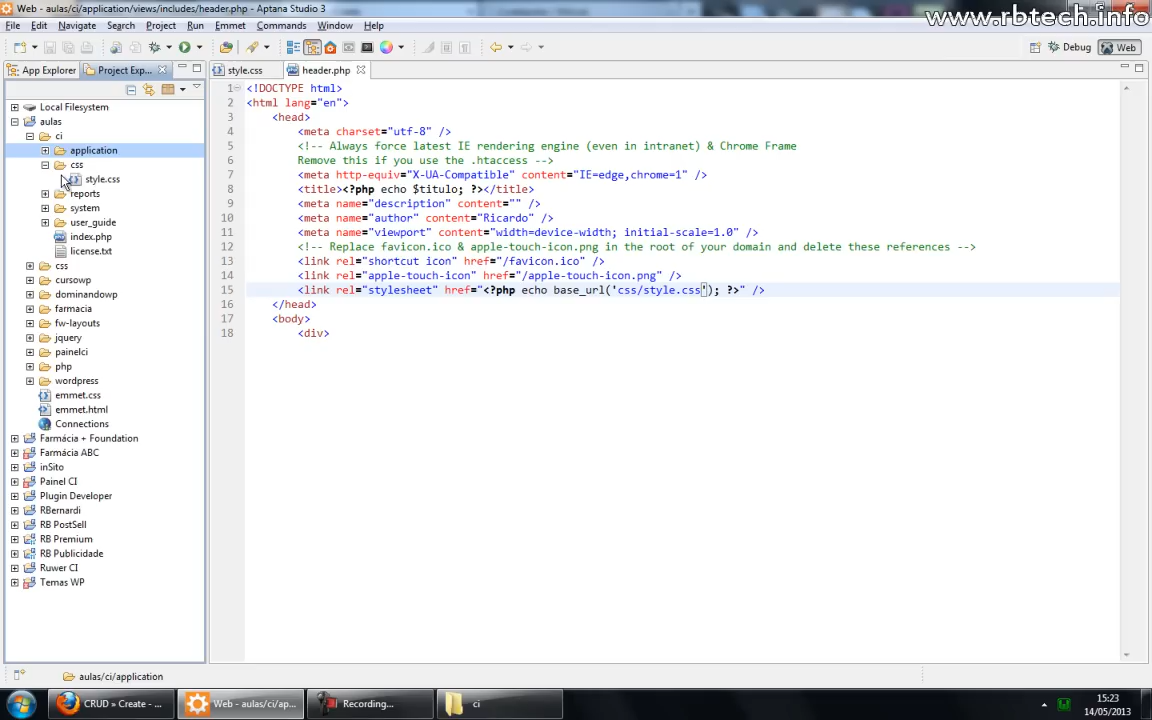 Web - aulas/ci/application/views/includes/header.php - Aptana Studio 3
www.rbtech.info
File Edit Navigate Search Project Run Emmet Commands Window Help
Debug Web
App Explorer Project Exp... style.css header.php
Local Filesystem
aulas
ci
application
css
style.css
reports
system
user_guide
index.php
license.txt
css
cursowp
dominandowp
farmacia
fw-layouts
jquery
painelci
php
wordpress
emmet.css
emmet.html
Connections
Farmácia + Foundation
Farmácia ABC
inSito
Painel CI
Plugin Developer
RBernardi
RB PostSell
RB Premium
RB Publicidade
Ruwer CI
Temas WP
1 <!DOCTYPE html>
2 <html lang="en">
3 <head>
4 <meta charset="utf-8" />
5 <!-- Always force latest IE rendering engine (even in intranet) & Chrome Frame
6 Remove this if you use the .htaccess -->
7 <meta http-equiv="X-UA-Compatible" content="IE=edge,chrome=1" />
8 <title><?php echo $titulo; ?></title>
9 <meta name="description" content="" />
10 <meta name="author" content="Ricardo" />
11 <meta name="viewport" content="width=device-width; initial-scale=1.0" />
12 <!-- Replace favicon.ico & apple-touch-icon.png in the root of your domain and delete these references -->
13 <link rel="shortcut icon" href="/favicon.ico" />
14 <link rel="apple-touch-icon" href="/apple-touch-icon.png" />
15 <link rel="stylesheet" href="<?php echo base_url('css/style.css'); ?>" />
16 </head>
17 <body>
18 <div>
aulas/ci/application
CRUD » Create - ... Web - aulas/ci/ap... Recording... ci
15:23
14/05/2013